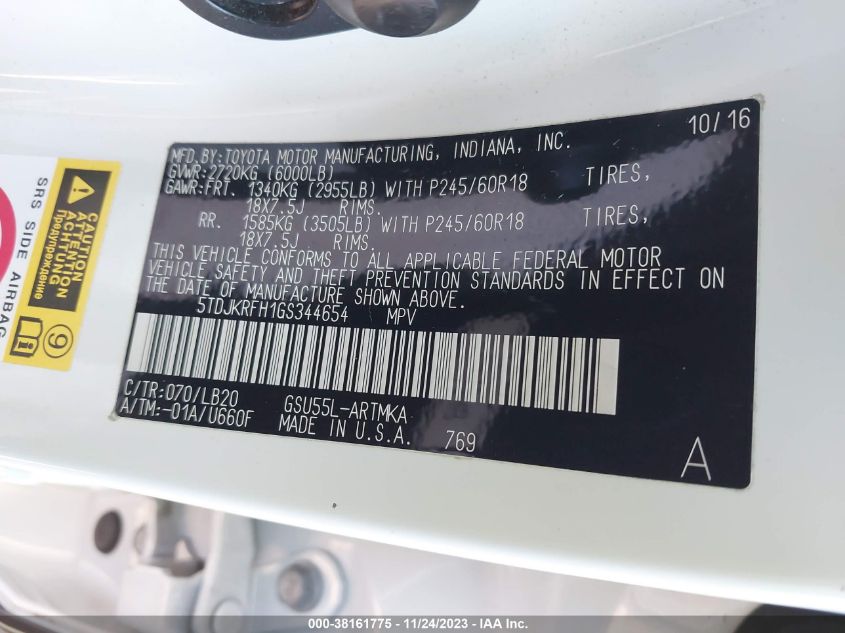 10/16
MFD.BY:TOYOTA MOTOR MANUFACTURING, INDIANA, INC.
GVWR:2720KG (6000LB)
GAWR:FRT. 1340KG (2955LB) WITH P245/60R18 TIRES,
18X7.5J RIMS.
RR. 1585KG (3505LB) WITH P245/60R18 TIRES,
18X7.5J RIMS.
THIS VEHICLE CONFORMS TO ALL APPLICABLE FEDERAL MOTOR
VEHICLE SAFETY AND THEFT PREVENTION STANDARDS IN EFFECT ON
THE DATE OF MANUFACTURE SHOWN ABOVE.
5TDJKRFH1GS344654 MPV
C/TR:070/LB20 GSU55L-ARTMKA
A/TM:-01A/U660F MADE IN U.S.A. 769
A
SRS SIDE AIRBAG
CAUTION
ATTENTION
ACHTUNG
Предупреждение
9
000-38161775 - 11/24/2023 - IAA Inc.